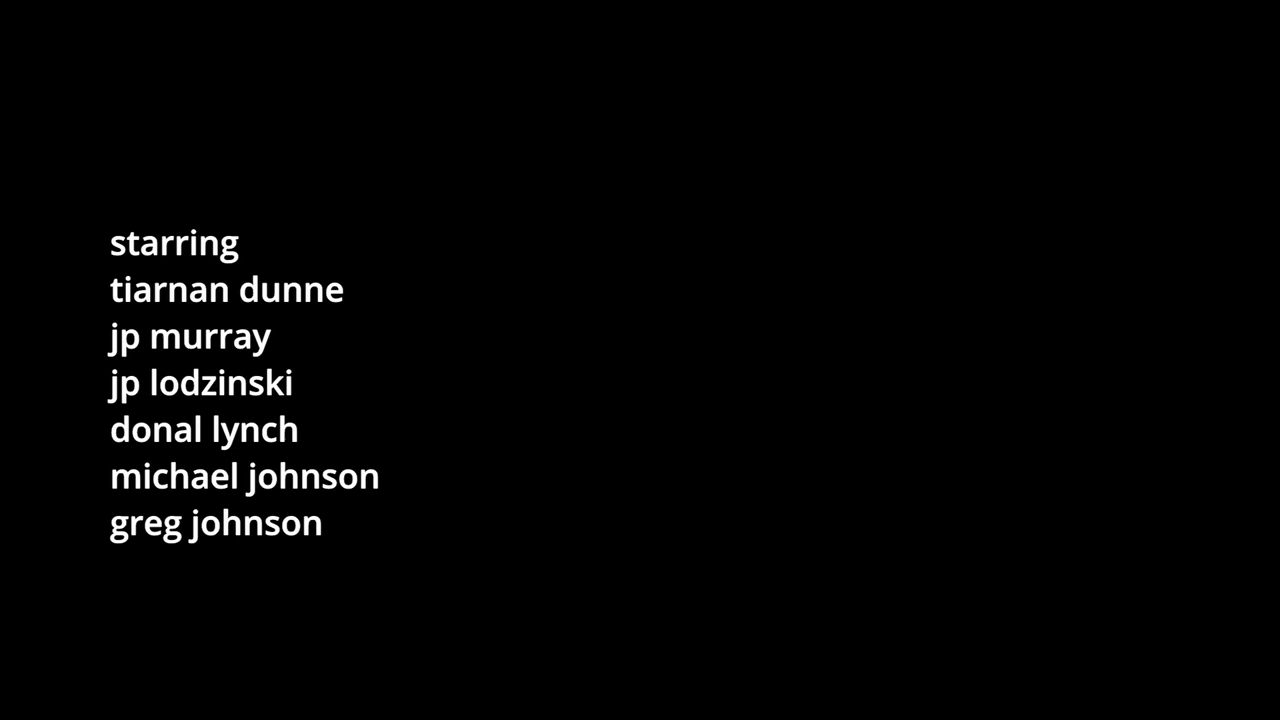 starring
tiarnan dunne
jp murray
jp lodzinski
donal lynch
michael johnson
greg johnson